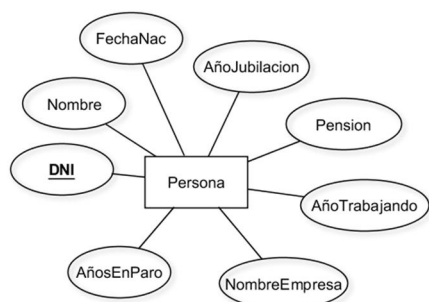 FechaNac
AñoJubilacion
Nombre
Pension
DNI
Persona
AñoTrabajando
AñosEnParo
NombreEmpresa